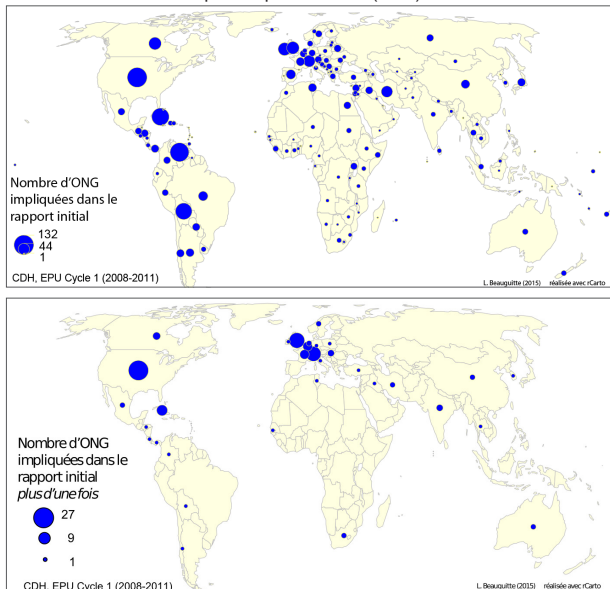 Nombre d'ONG
impliquées dans le
rapport initial
132
44
1
CDH, EPU Cycle 1 (2008-2011)
L. Beauguitte (2015) réalisée avec rCarto
Nombre d'ONG
impliquées dans le
rapport initial
plus d'une fois
27
9
1
CDH, EPU Cycle 1 (2008-2011)
L. Beauguitte (2015) réalisée avec rCarto